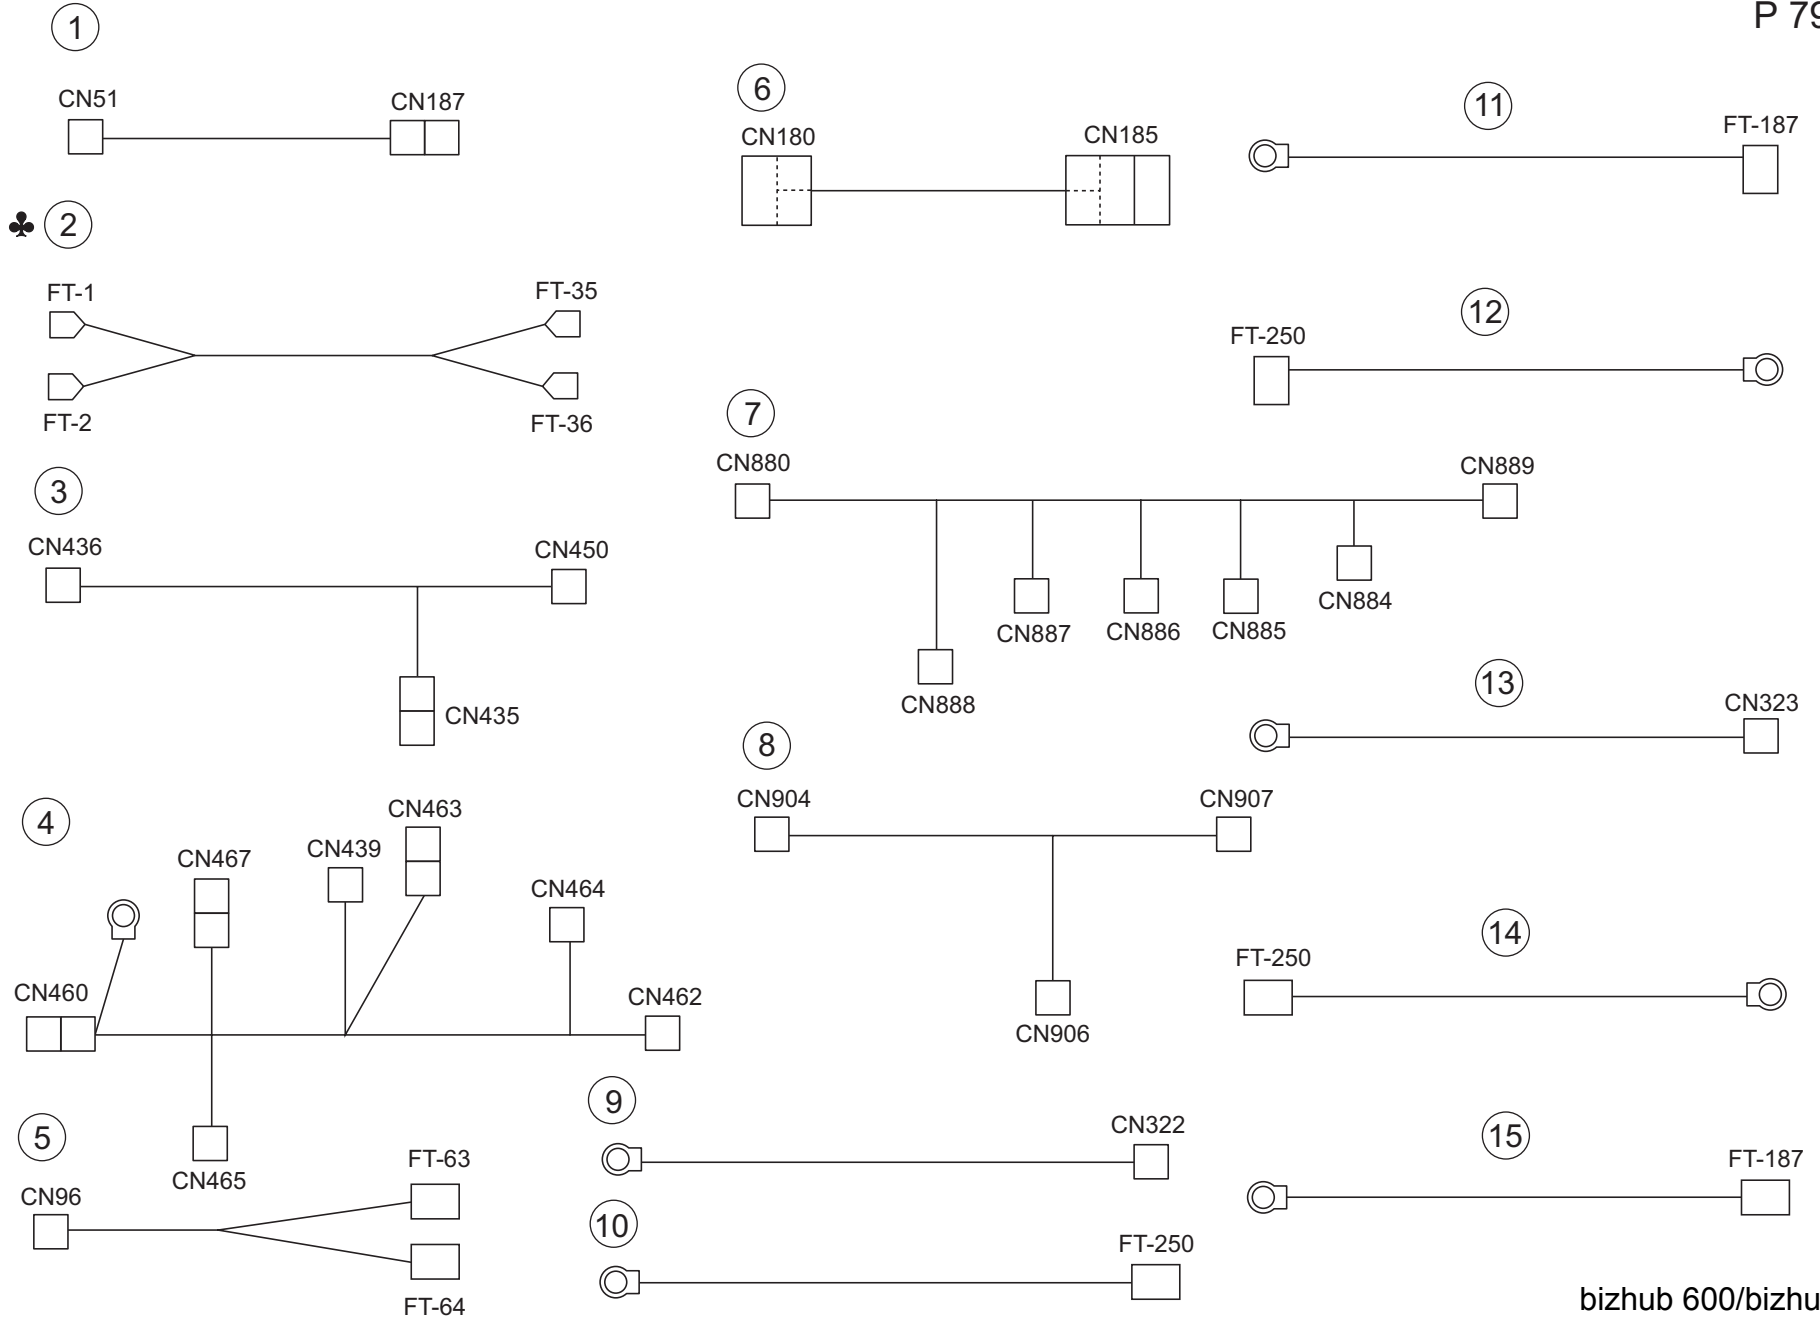 P 79
1
CN51
CN187
♣ 2
FT-1
FT-35
FT-2
FT-36
3
CN436
CN450
CN435
4
CN463
CN439
CN467
CN464
CN460
CN462
CN465
5
CN96
FT-63
FT-64
6
CN180
CN185
7
CN880
CN889
CN884
CN887
CN886
CN885
CN888
8
CN904
CN907
CN906
9
CN322
10
FT-250
11
FT-187
12
FT-250
13
CN323
14
FT-250
15
FT-187
bizhub 600/bizhu